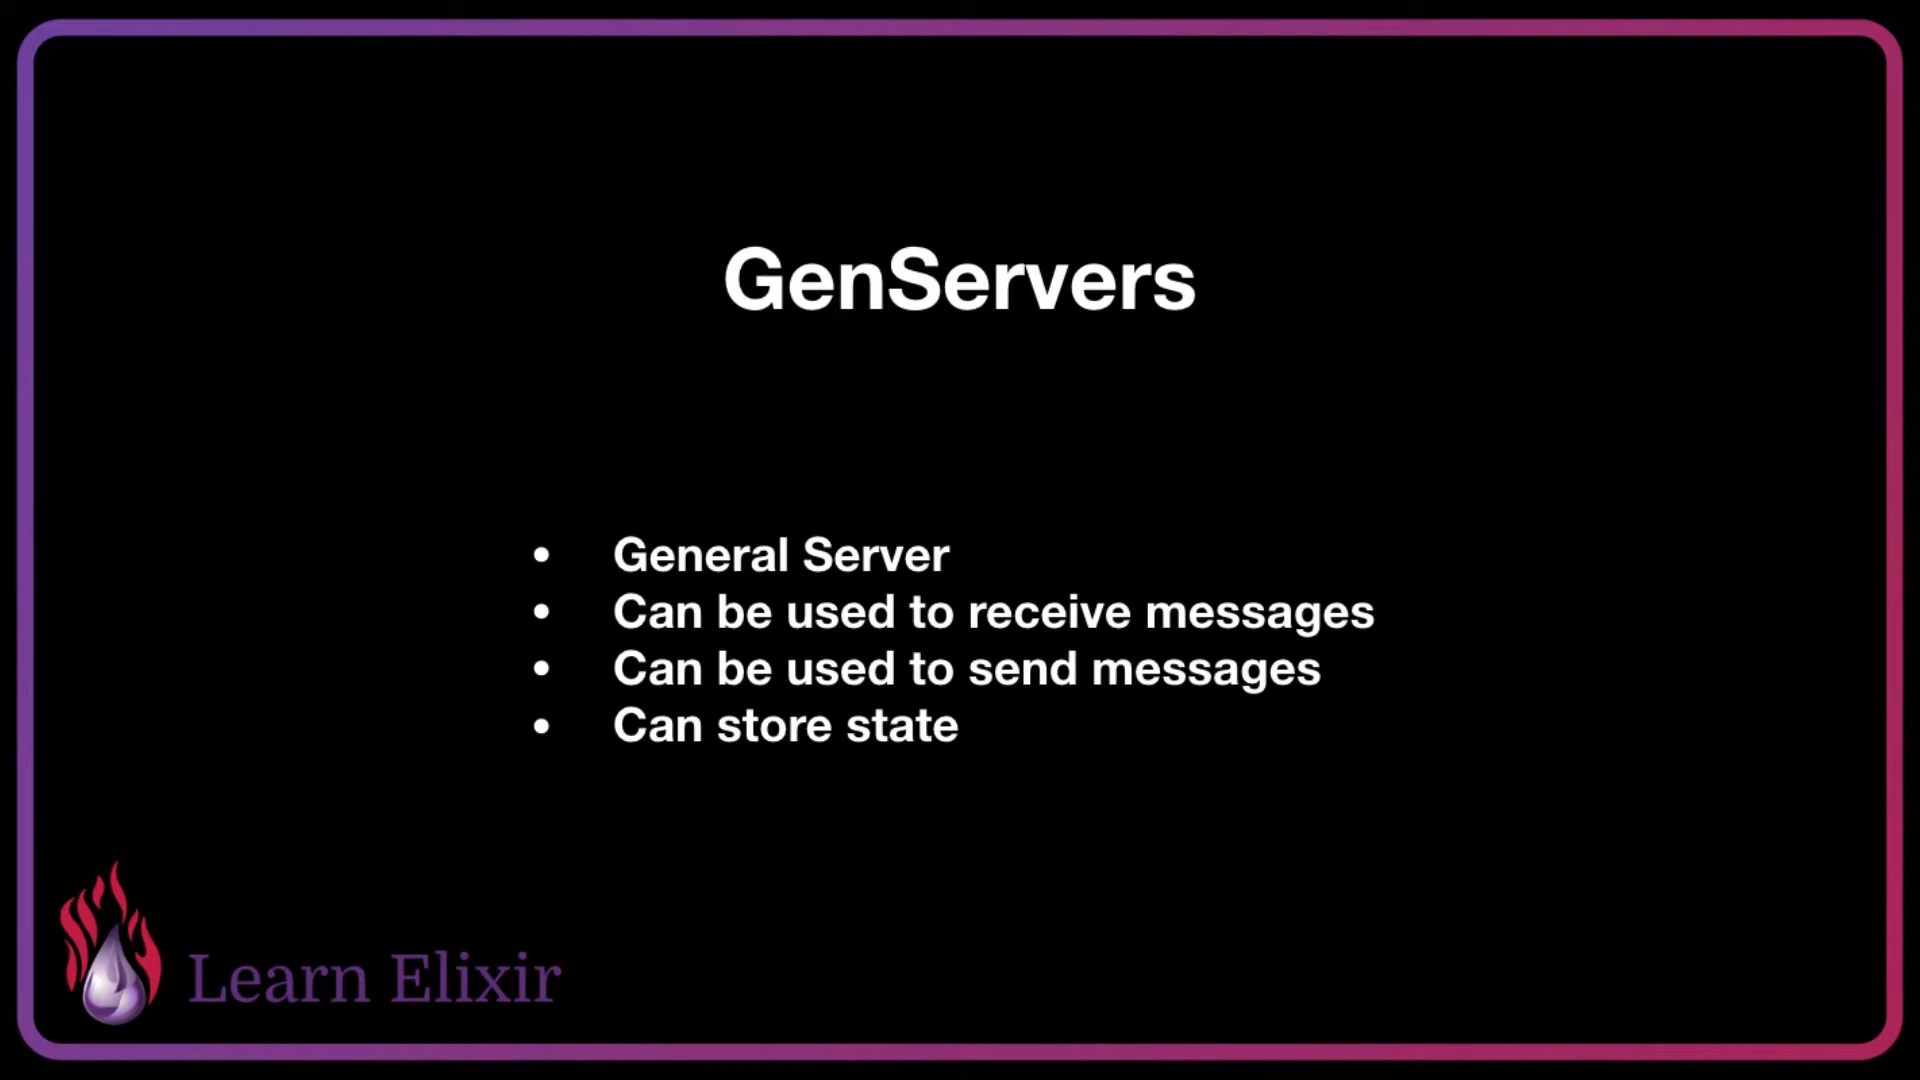 GenServers
• General Server
• Can be used to receive messages
• Can be used to send messages
• Can store state
Learn Elixir